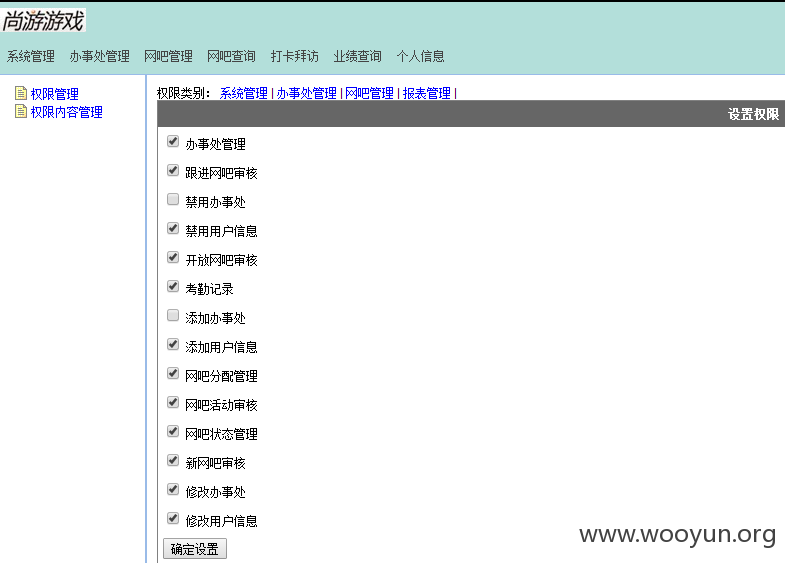 尚游游戏
系统管理 办事处管理 网吧管理 网吧查询 打卡拜访 业绩查询 个人信息
权限管理
权限内容管理
权限类别： 系统管理 | 办事处管理 | 网吧管理 | 报表管理 |
设置权限
办事处管理
跟进网吧审核
禁用办事处
禁用用户信息
开放网吧审核
考勤记录
添加办事处
添加用户信息
网吧分配管理
网吧活动审核
网吧状态管理
新网吧审核
修改办事处
修改用户信息
确定设置
www.wooyun.org